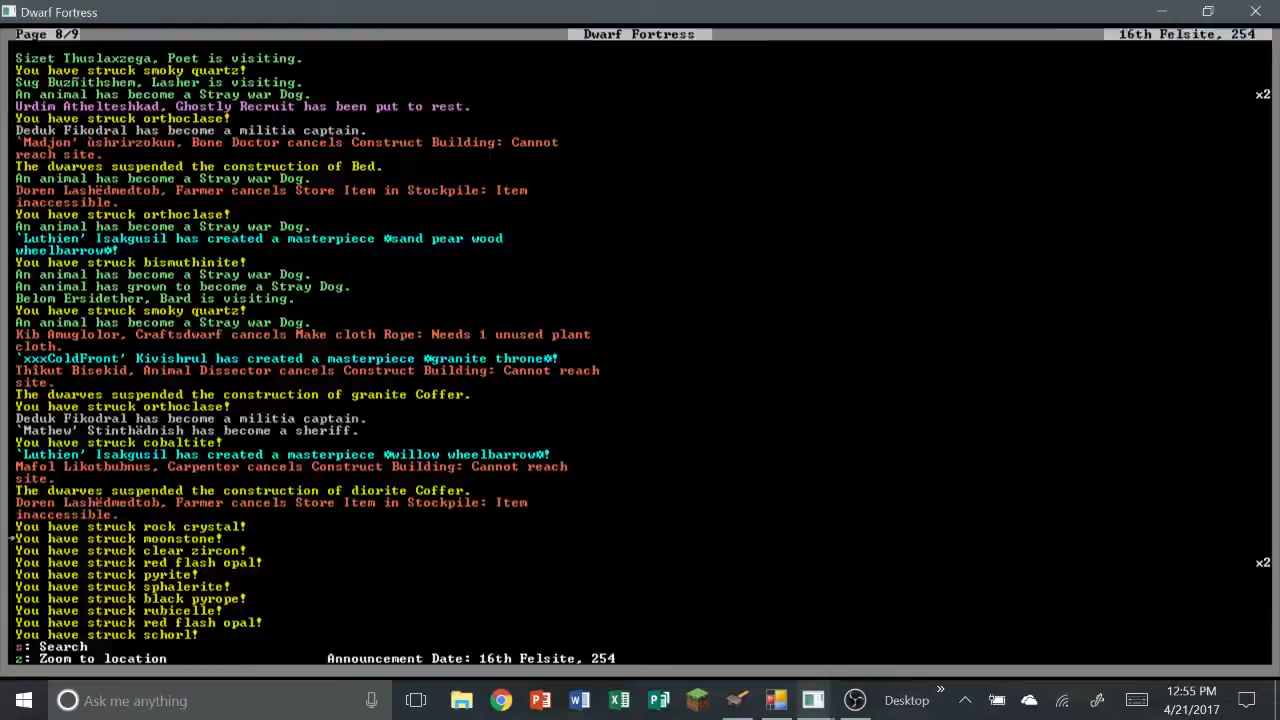 Dwarf Fortress
Page 8/9 Dwarf Fortress 16th Felsite, 254
Sizet Thuslaxzega, Poet is visiting.
You have struck smoky quartz!
Sug Buzñithshem, Lasher is visiting.
An animal has become a Stray war Dog. x2
Urdim Athelteshkad, Ghostly Recruit has been put to rest.
You have struck orthoclase!
Deduk Fikodral has become a militia captain.
`Madjon' ùshrirzokun, Bone Doctor cancels Construct Building: Cannot
reach site.
The dwarves suspended the construction of Bed.
An animal has become a Stray war Dog.
Doren Lashëdmedtob, Farmer cancels Store Item in Stockpile: Item
inaccessible.
You have struck orthoclase!
An animal has become a Stray war Dog.
`Luthien' Isakgusil has created a masterpiece ☼sand pear wood
wheelbarrow☼!
You have struck bismuthinite!
An animal has become a Stray war Dog.
An animal has grown to become a Stray Dog.
Belom Ersidether, Bard is visiting.
You have struck smoky quartz!
An animal has become a Stray war Dog.
Kib Amuglolor, Craftsdwarf cancels Make cloth Rope: Needs 1 unused plant
cloth.
`xxxColdFront' Kivishrul has created a masterpiece ☼granite throne☼!
Thîkut Bisekid, Animal Dissector cancels Construct Building: Cannot reach
site.
The dwarves suspended the construction of granite Coffer.
You have struck orthoclase!
Deduk Fikodral has become a militia captain.
`Mathew' Stinthädnish has become a sheriff.
You have struck cobaltite!
`Luthien' Isakgusil has created a masterpiece ☼willow wheelbarrow☼!
Mafol Likotbubnus, Carpenter cancels Construct Building: Cannot reach
site.
The dwarves suspended the construction of diorite Coffer.
Doren Lashëdmedtob, Farmer cancels Store Item in Stockpile: Item
inaccessible.
You have struck rock crystal!
You have struck moonstone!
You have struck clear zircon!
You have struck red flash opal! x2
You have struck pyrite!
You have struck sphalerite!
You have struck black pyrope!
You have struck rubicelle!
You have struck red flash opal!
You have struck schorl!
s: Search
z: Zoom to location Announcement Date: 16th Felsite, 254
Ask me anything Desktop 12:55 PM
4/21/2017